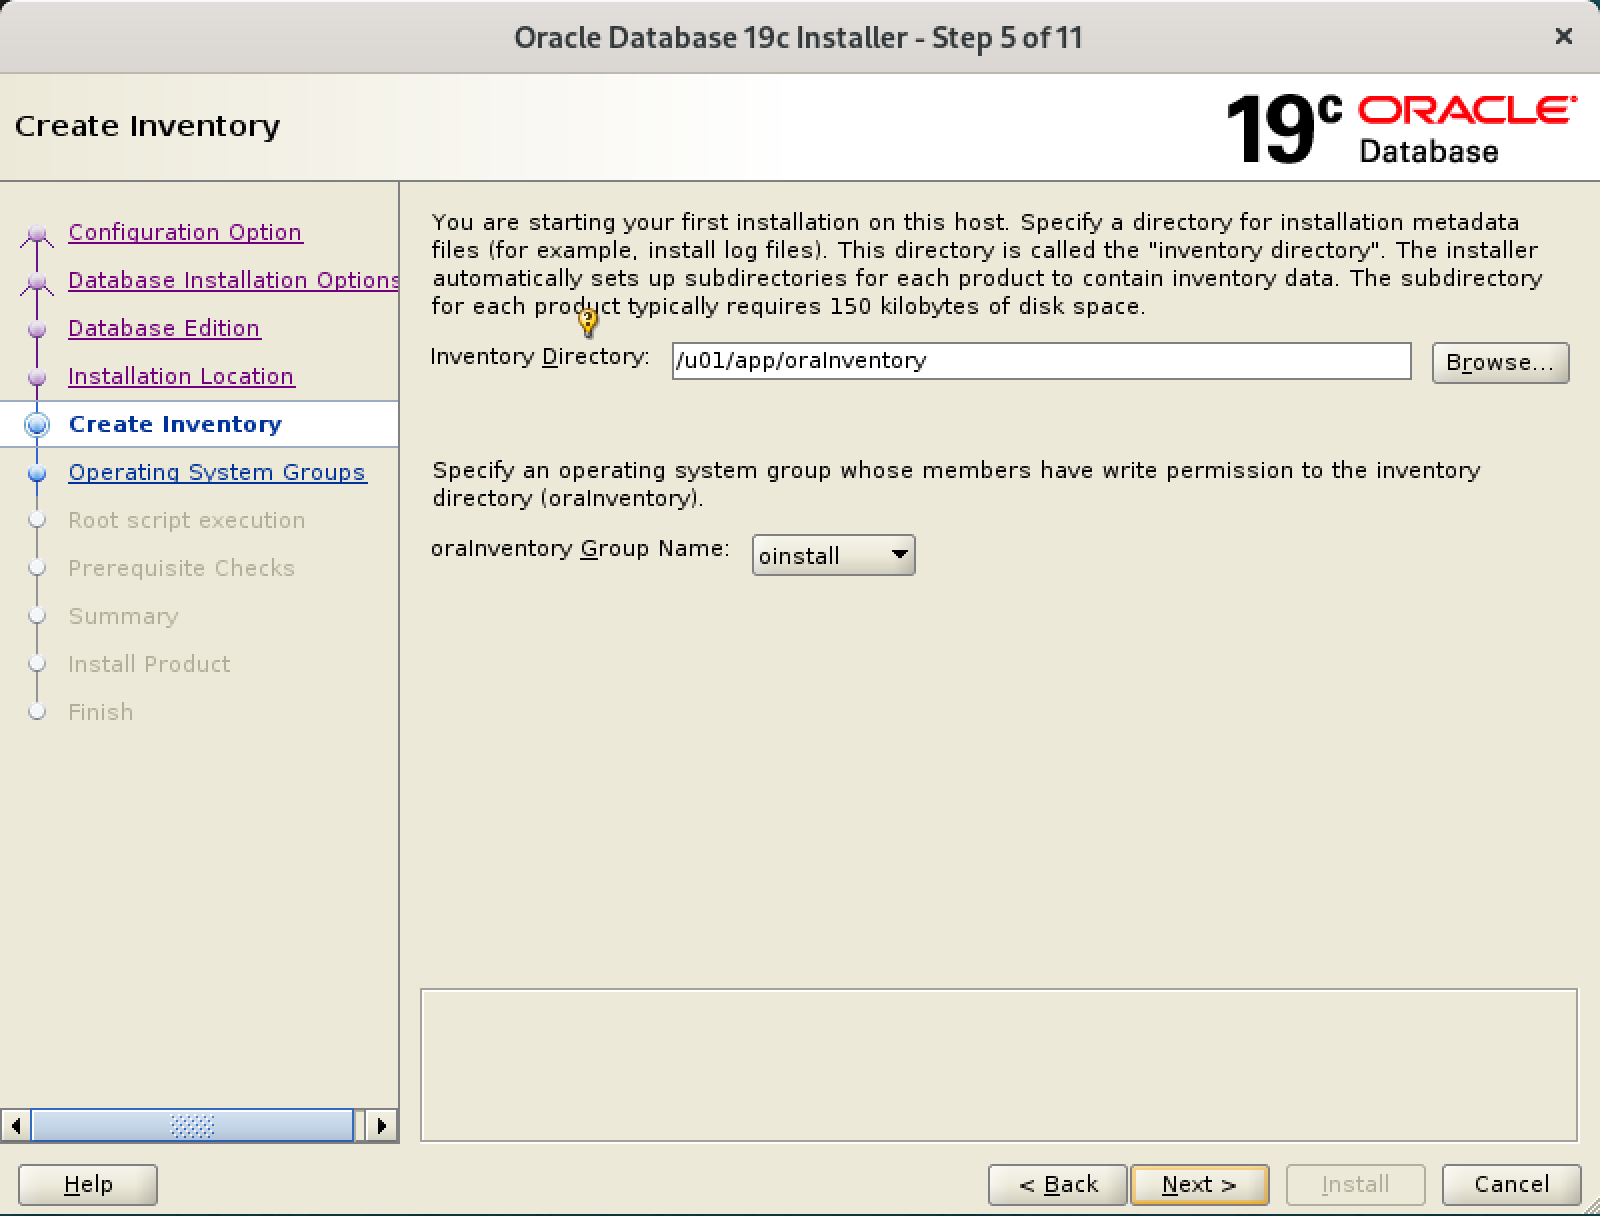 Oracle Database 19c Installer - Step 5 of 11
Create Inventory
19c ORACLE
Database
Configuration Option
Database Installation Options
Database Edition
Installation Location
Create Inventory
Operating System Groups
Root script execution
Prerequisite Checks
Summary
Install Product
Finish
You are starting your first installation on this host. Specify a directory for installation metadata
files (for example, install log files). This directory is called the "inventory directory". The installer
automatically sets up subdirectories for each product to contain inventory data. The subdirectory
for each product typically requires 150 kilobytes of disk space.
Inventory Directory: /u01/app/oraInventory Browse...
Specify an operating system group whose members have write permission to the inventory
directory (oraInventory).
oraInventory Group Name: oinstall
Help < Back Next > Install Cancel